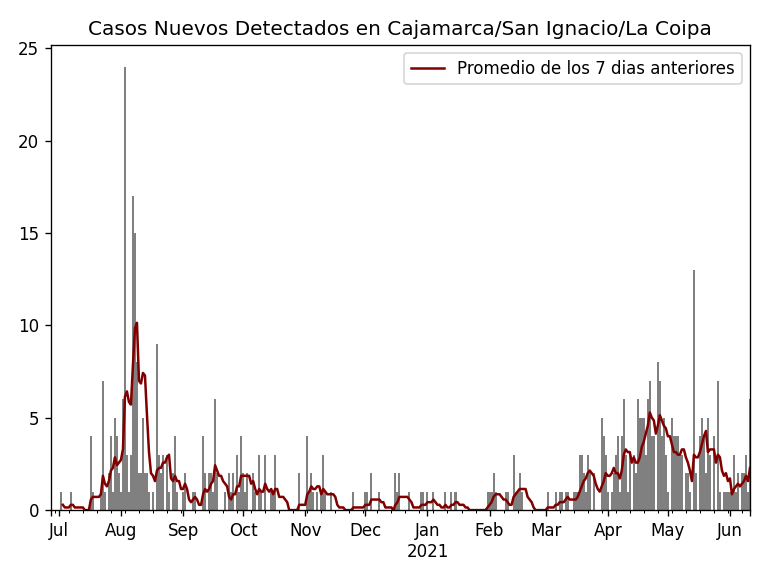 Casos Nuevos Detectados en Cajamarca/San Ignacio/La Coipa
Promedio de los 7 dias anteriores
25
20
15
10
5
0
Jul Aug Sep Oct Nov Dec Jan Feb Mar Apr May Jun
2021